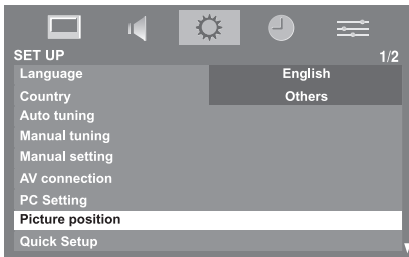 SET UP 1/2
Language English
Country Others
Auto tuning
Manual tuning
Manual setting
AV connection
PC Setting
Picture position
Quick Setup